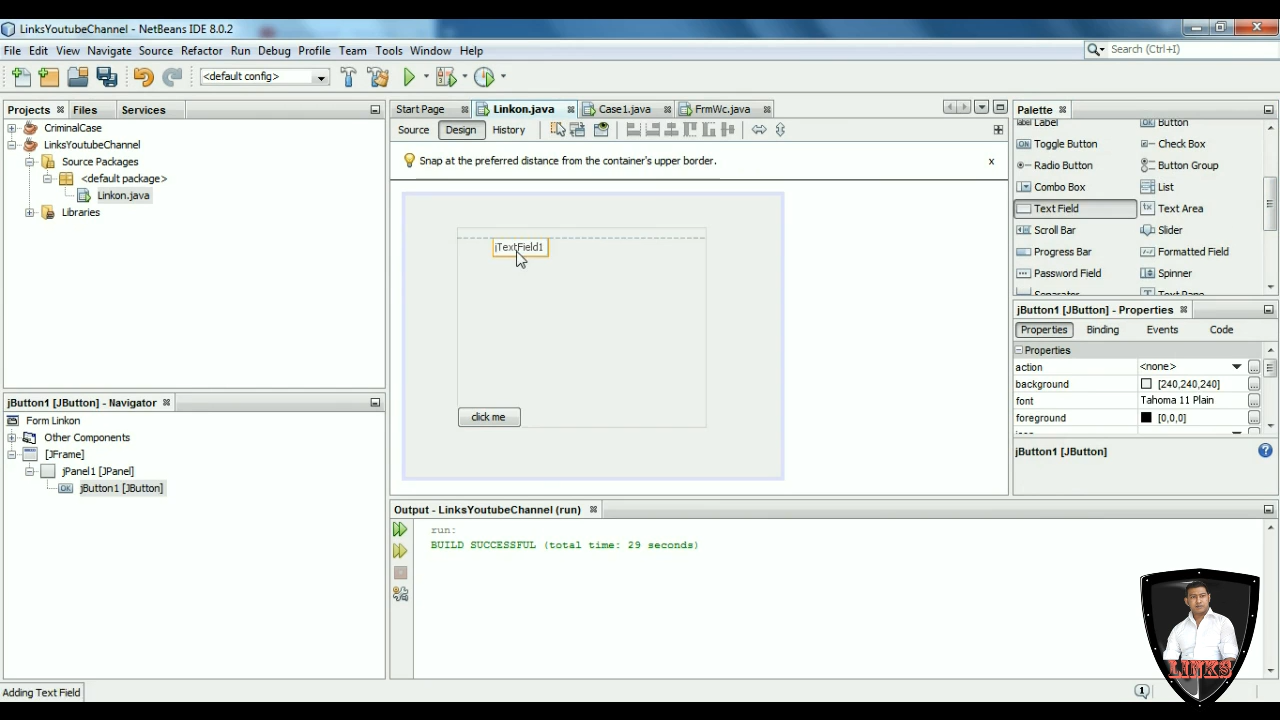 LinksYoutubeChannel - NetBeans IDE 8.0.2
File Edit View Navigate Source Refactor Run Debug Profile Team Tools Window Help
Search (Ctrl+I)
<default config>
Projects Files Services
Start Page Linkon.java Case1.java FrmWc.java
Palette
Source Design History
Snap at the preferred distance from the container's upper border. x
CriminalCase
LinksYoutubeChannel
Source Packages
<default package>
Linkon.java
Libraries
jTextField1
click me
Label Button
Toggle Button Check Box
Radio Button Button Group
Combo Box List
Text Field Text Area
Scroll Bar Slider
Progress Bar Formatted Field
Password Field Spinner
Separator Text Pane
jButton1 [JButton] - Properties
Properties Binding Events Code
Properties
action <none>
background [240,240,240]
font Tahoma 11 Plain
foreground [0,0,0]
jButton1 [JButton]
jButton1 [JButton] - Navigator
Form Linkon
Other Components
[JFrame]
jPanel1 [JPanel]
OK jButton1 [JButton]
Output - LinksYoutubeChannel (run)
run:
BUILD SUCCESSFUL (total time: 29 seconds)
LINKS
Adding Text Field
1